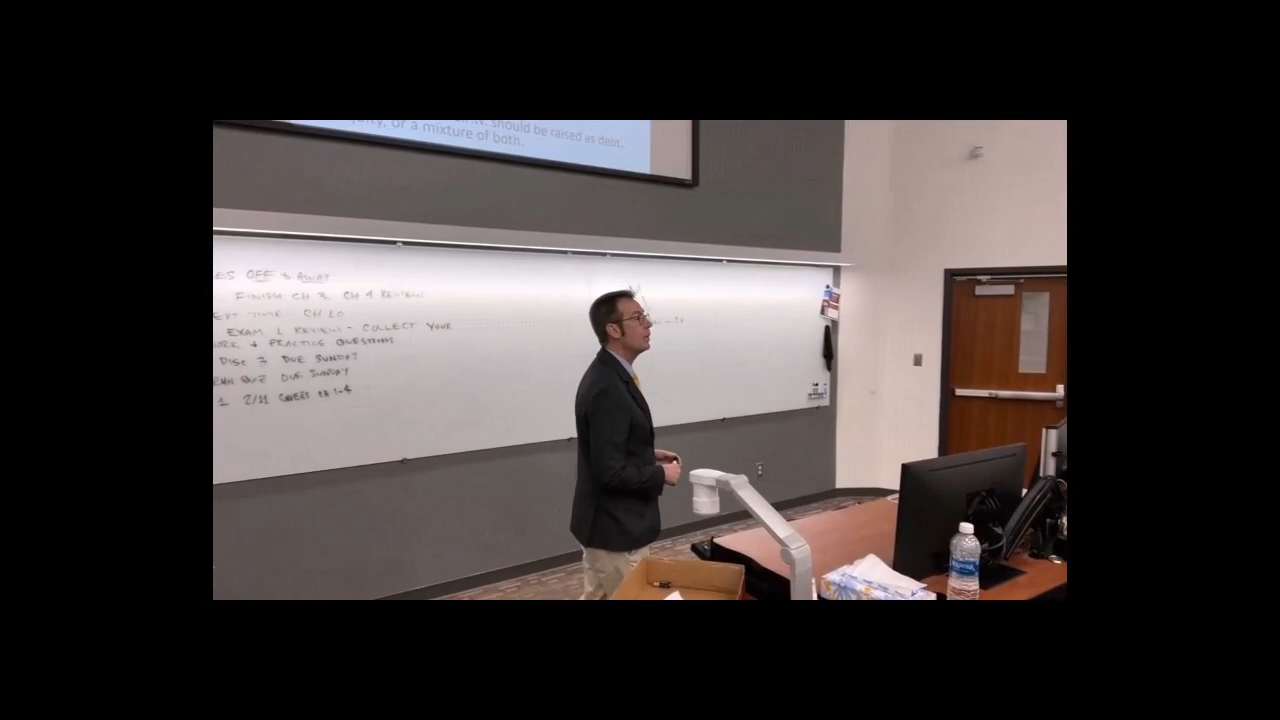 should be raised as debt,
or a mixture of both.
ES OFF & AWAY
FINISH CH 3, CH 4 REVIEW
EXT TIME: CH 10
EXAM 1 REVIEW - COLLECT YOUR
ORK & PRACTICE QUESTIONS
DISC 3 DUE SUNDAY
QUIZ DUE SUNDAY
1 2/11 COVERS CH 1-4